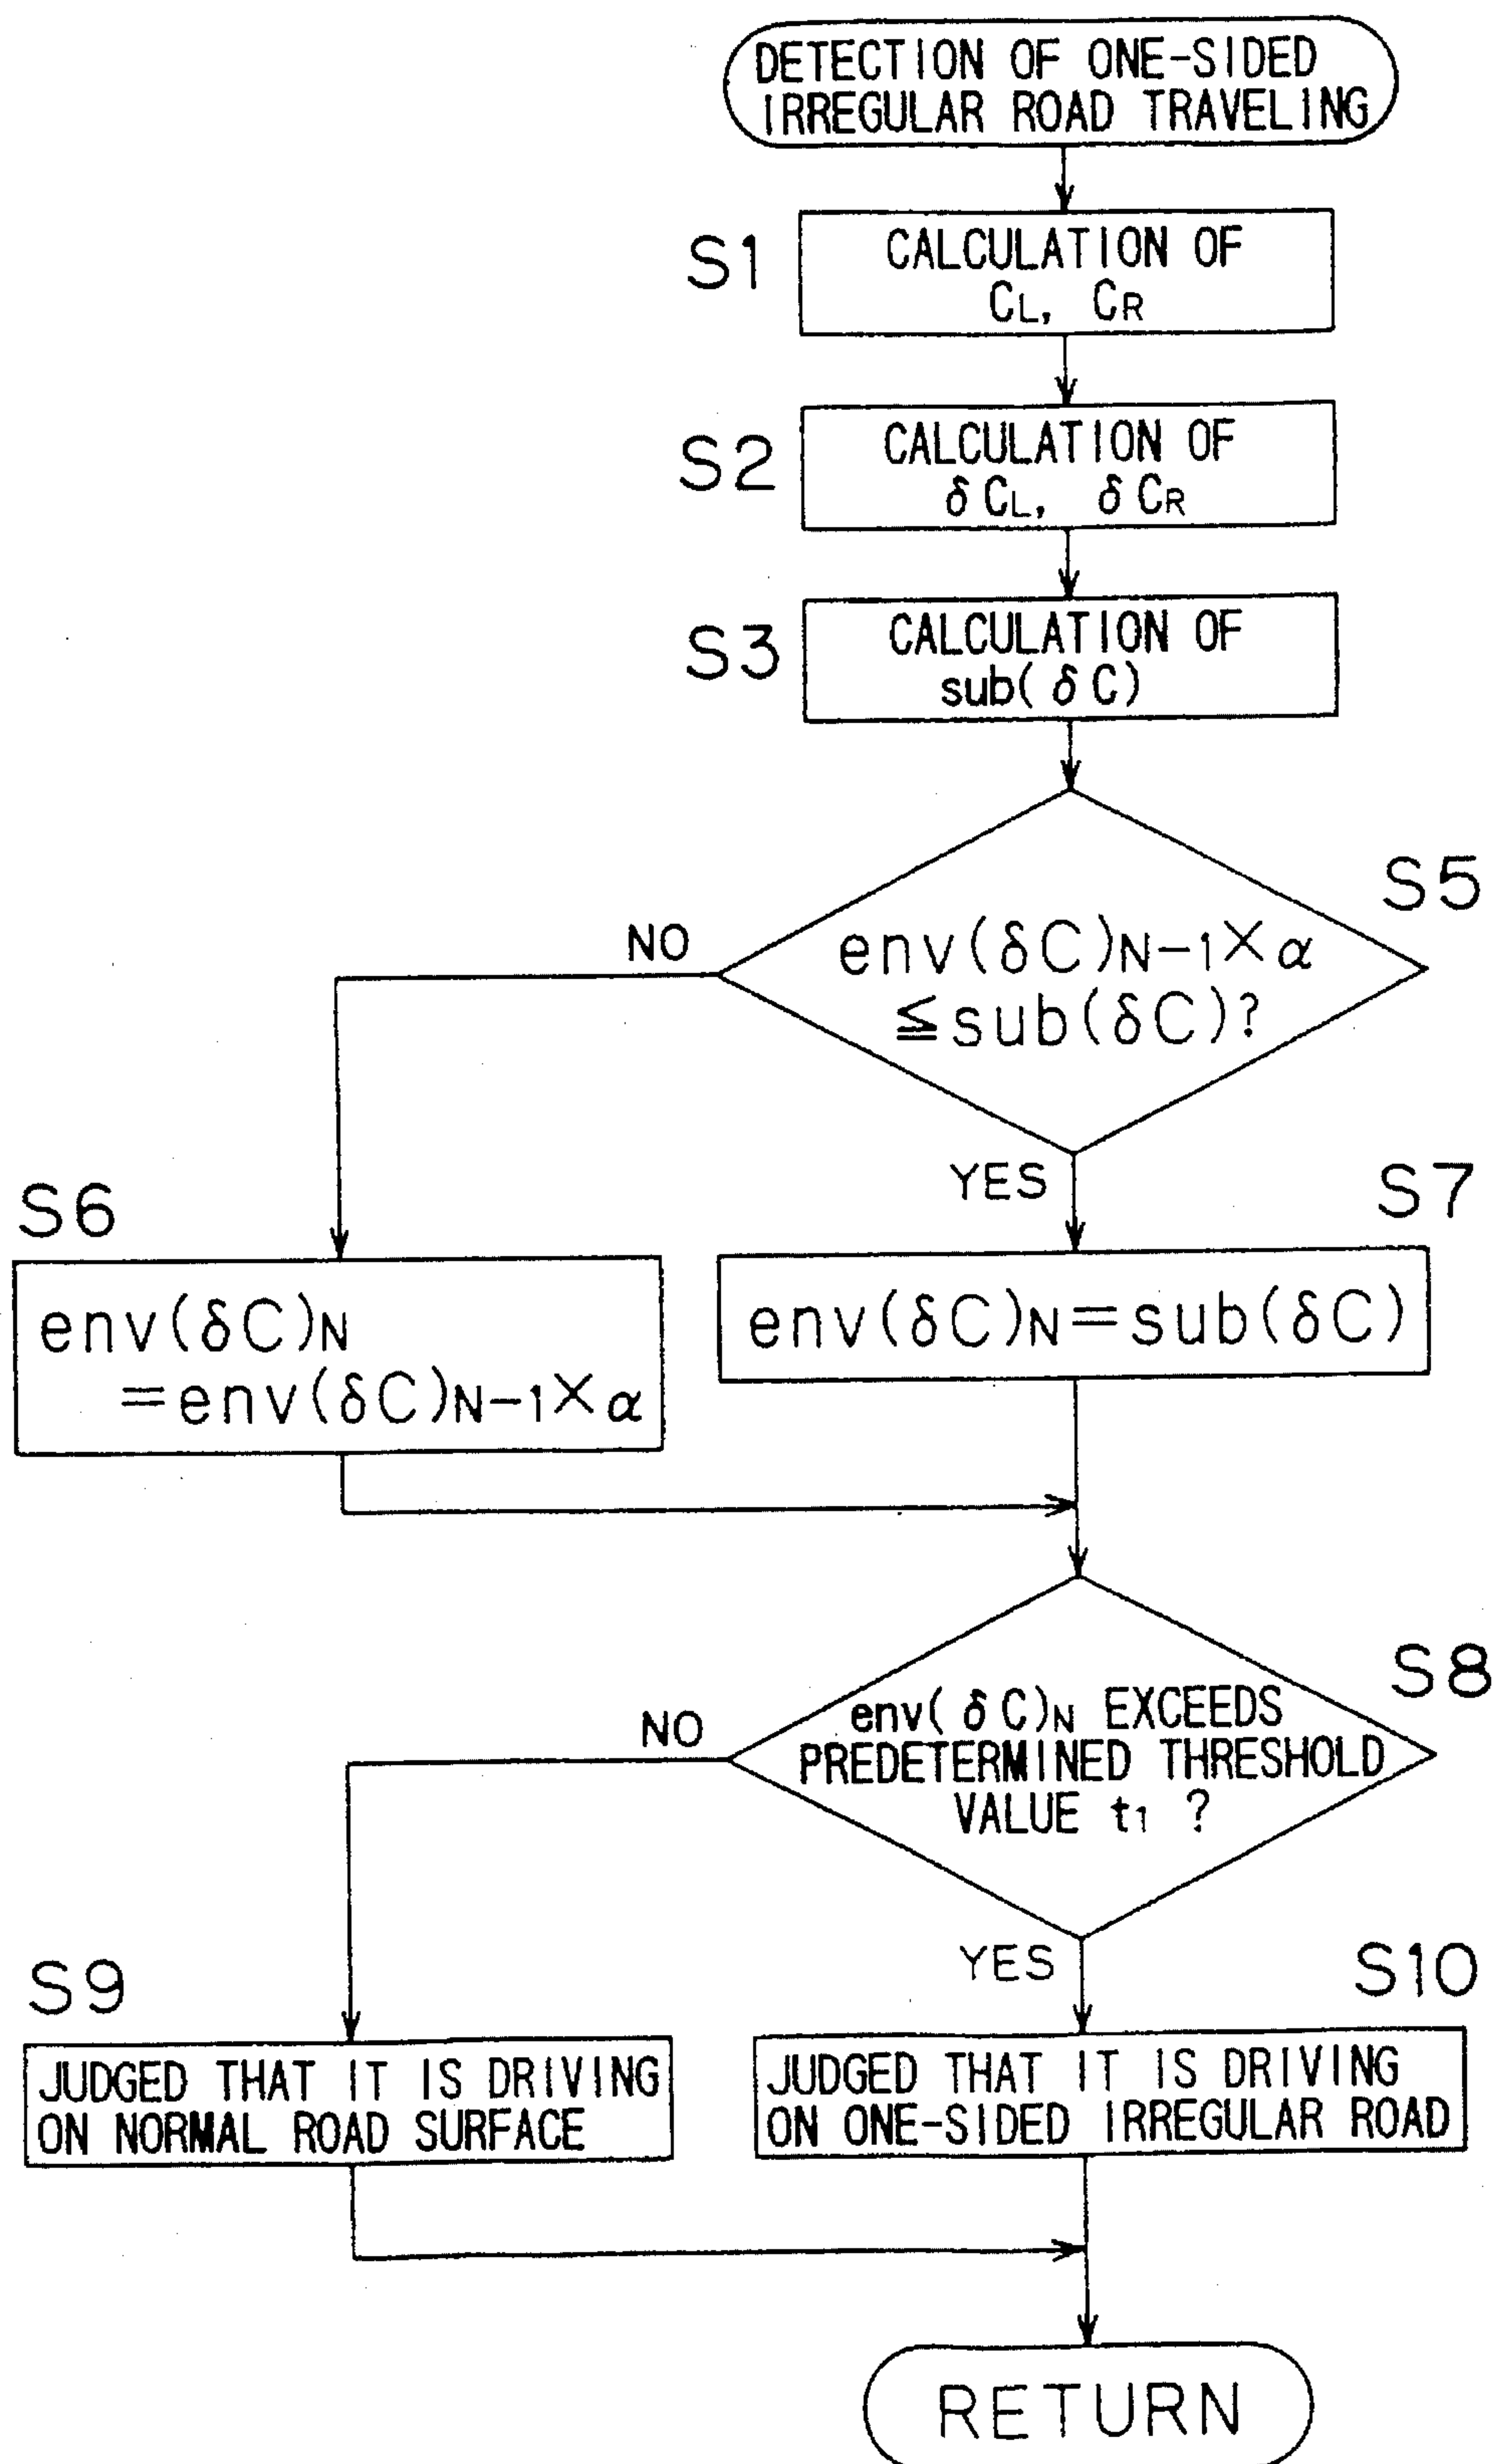 DETECTION OF ONE-SIDED
IRREGULAR ROAD TRAVELING
S1
CALCULATION OF
CL, CR
S2
CALCULATION OF
δCL, δCR
S3
CALCULATION OF
sub(δC)
S5
NO
env(δC)N-1×α
≦sub(δC)?
YES
S6
S7
env(δC)N
=env(δC)N-1×α
env(δC)N=sub(δC)
S8
NO
env(δC)N EXCEEDS
PREDETERMINED THRESHOLD
VALUE t1 ?
YES
S9
S10
JUDGED THAT IT IS DRIVING
ON NORMAL ROAD SURFACE
JUDGED THAT IT IS DRIVING
ON ONE-SIDED IRREGULAR ROAD
RETURN